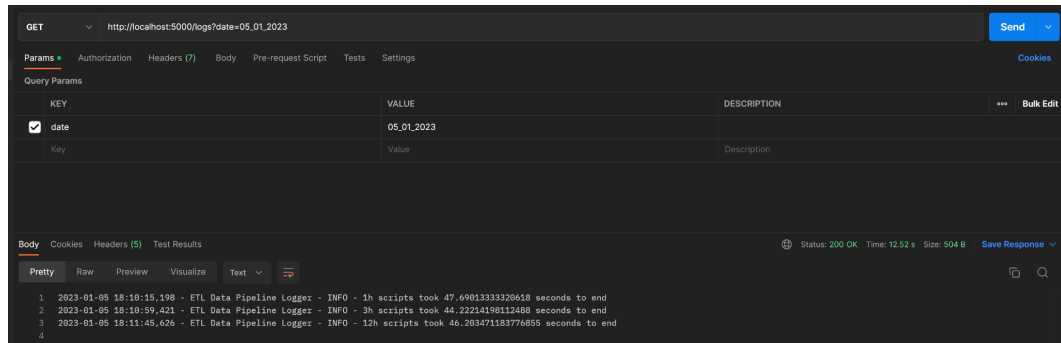 GET http://localhost:5000/logs?date=05_01_2023 Send
Params Authorization Headers (7) Body Pre-request Script Tests Settings Cookies
Query Params
KEY VALUE DESCRIPTION ooo Bulk Edit
date 05_01_2023
Key Value Description
Body Cookies Headers (5) Test Results Status: 200 OK Time: 12.52 s Size: 504 B Save Response
Pretty Raw Preview Visualize Text
1 2023-01-05 18:10:15,198 - ETL Data Pipeline Logger - INFO - 1h scripts took 47.69013333320618 seconds to end
2 2023-01-05 18:10:59,421 - ETL Data Pipeline Logger - INFO - 3h scripts took 44.22214198112488 seconds to end
3 2023-01-05 18:11:45,626 - ETL Data Pipeline Logger - INFO - 12h scripts took 46.203471183776855 seconds to end
4